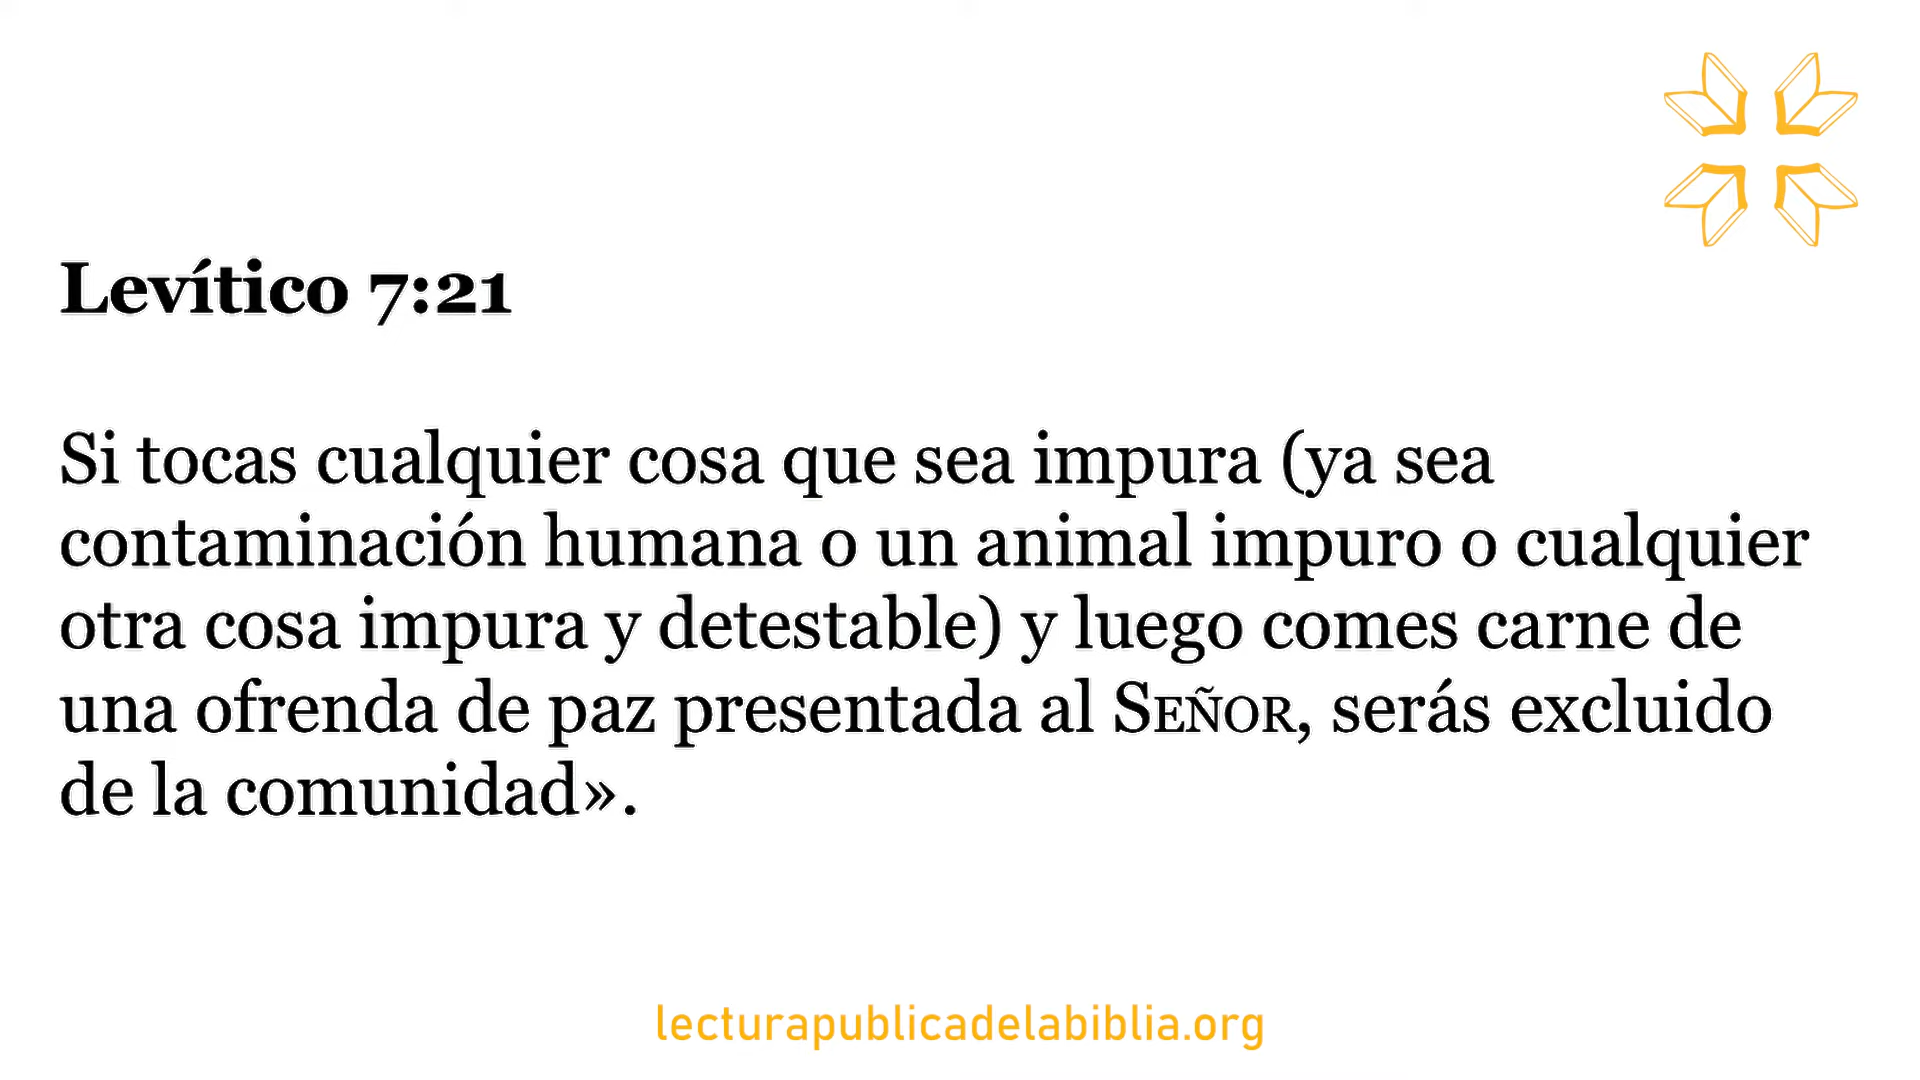 Levítico 7:21
Si tocas cualquier cosa que sea impura (ya sea
contaminación humana o un animal impuro o cualquier
otra cosa impura y detestable) y luego comes carne de
una ofrenda de paz presentada al SEÑOR, serás excluido
de la comunidad».
lecturapublicadelabiblia.org